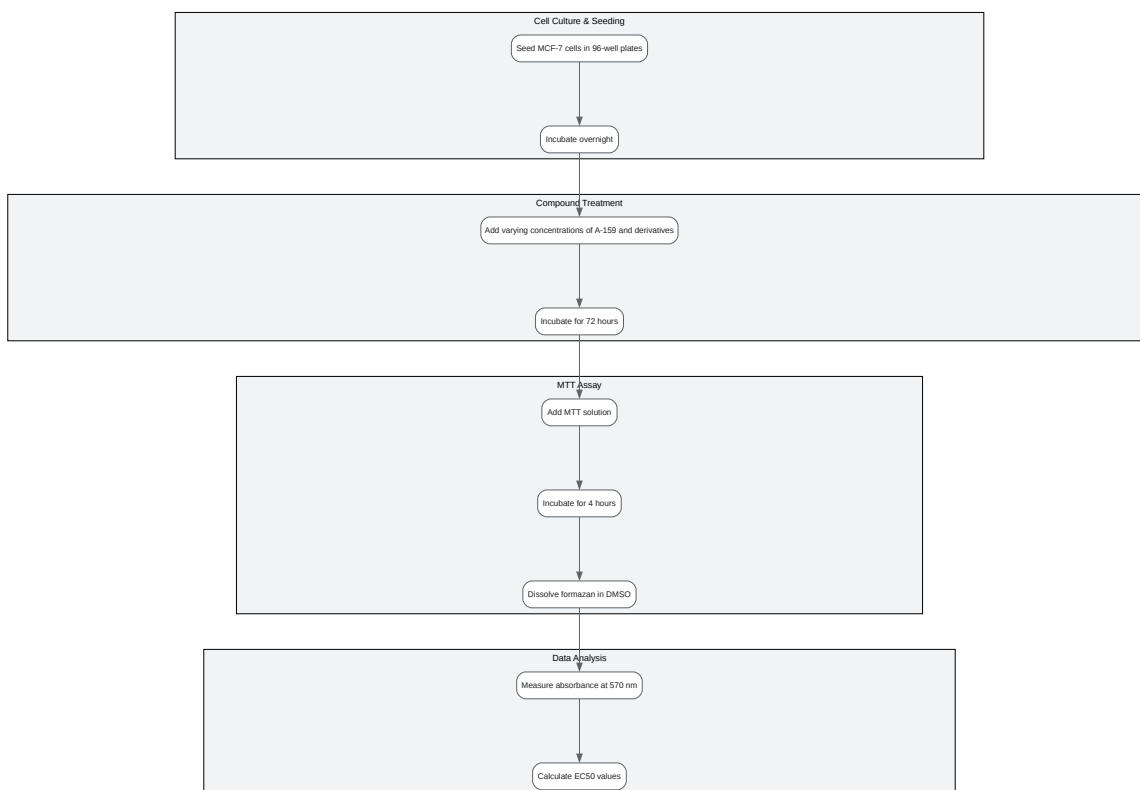 Cell Culture & Seeding
Seed MCF-7 cells in 96-well plates
Incubate overnight
Compound Treatment
Add varying concentrations of A-159 and derivatives
Incubate for 72 hours
MTT Assay
Add MTT solution
Incubate for 4 hours
Dissolve formazan in DMSO
Data Analysis
Measure absorbance at 570 nm
Calculate EC50 values